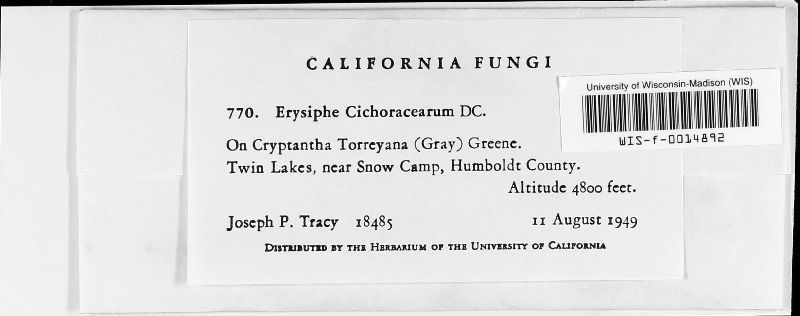 CALIFORNIA FUNGI
770. Erysiphe Cichoracearum DC.
On Cryptantha Torreyana (Gray) Greene.
Twin Lakes, near Snow Camp, Humboldt County.
Altitude 4800 feet.
Joseph P. Tracy 18485 11 August 1949
DISTRIBUTED BY THE HERBARIUM OF THE UNIVERSITY OF CALIFORNIA
University of Wisconsin-Madison (WIS)
WIS-f-0014892